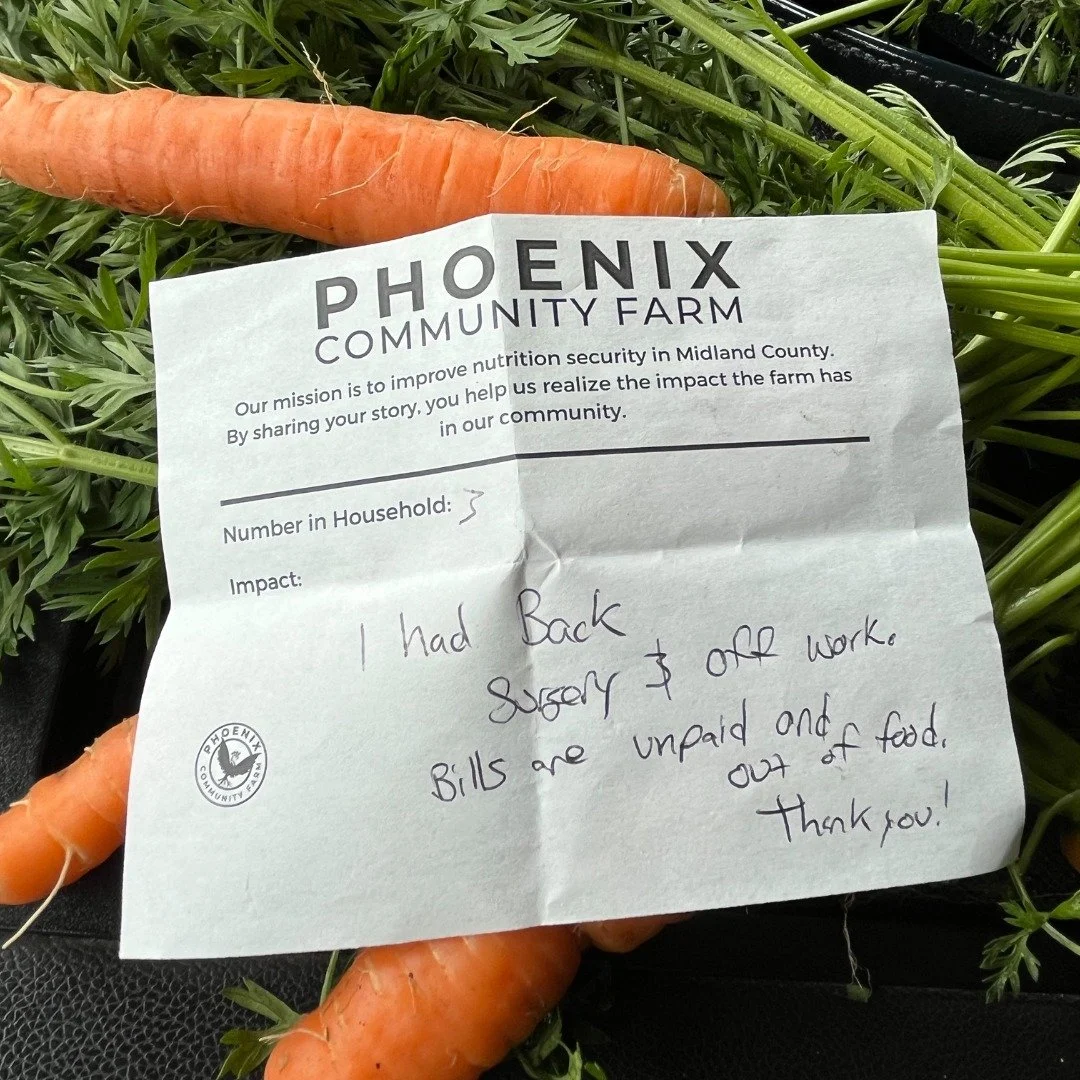 PHOENIX
COMMUNITY FARM
Our mission is to improve nutrition security in Midland County.
By sharing your story, you help us realize the impact the farm has
in our community.
Number in Household: 3
Impact:
I had Back
Surgery & off work.
Bills are unpaid and
out of food.
Thank you!
PHOENIX
COMMUNITY FARM